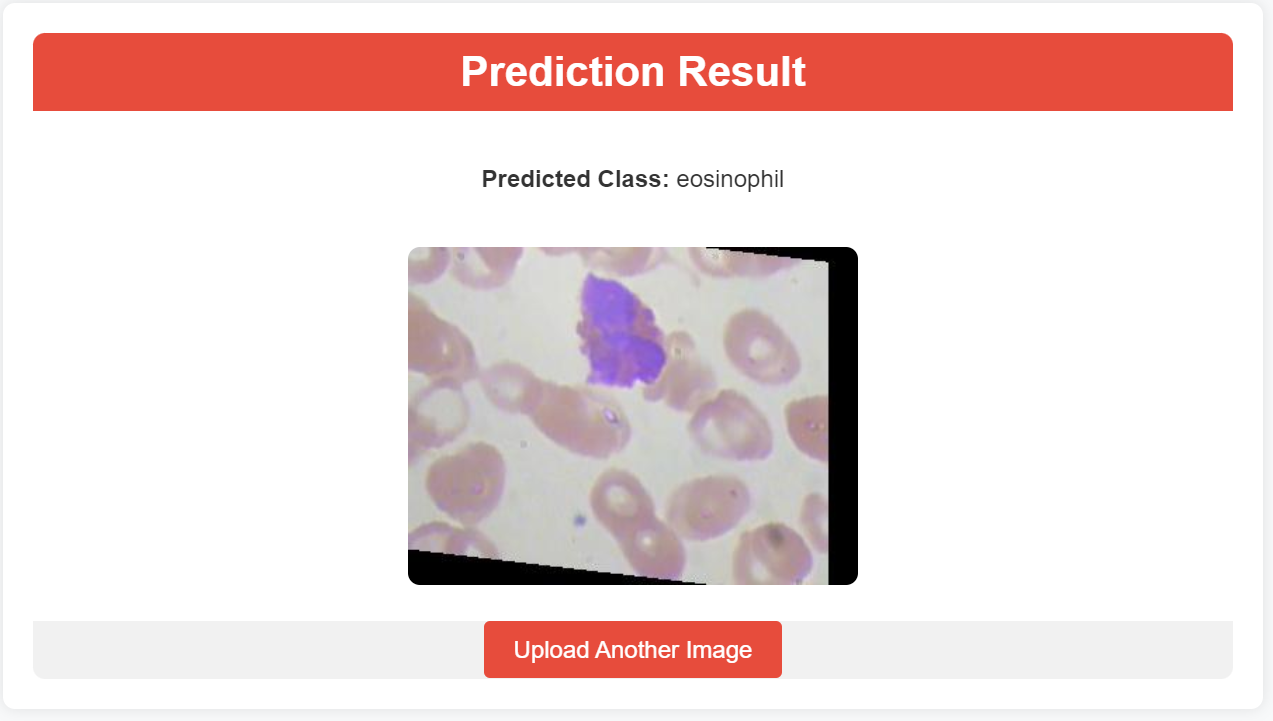 Prediction Result
Predicted Class: eosinophil
Upload Another Image